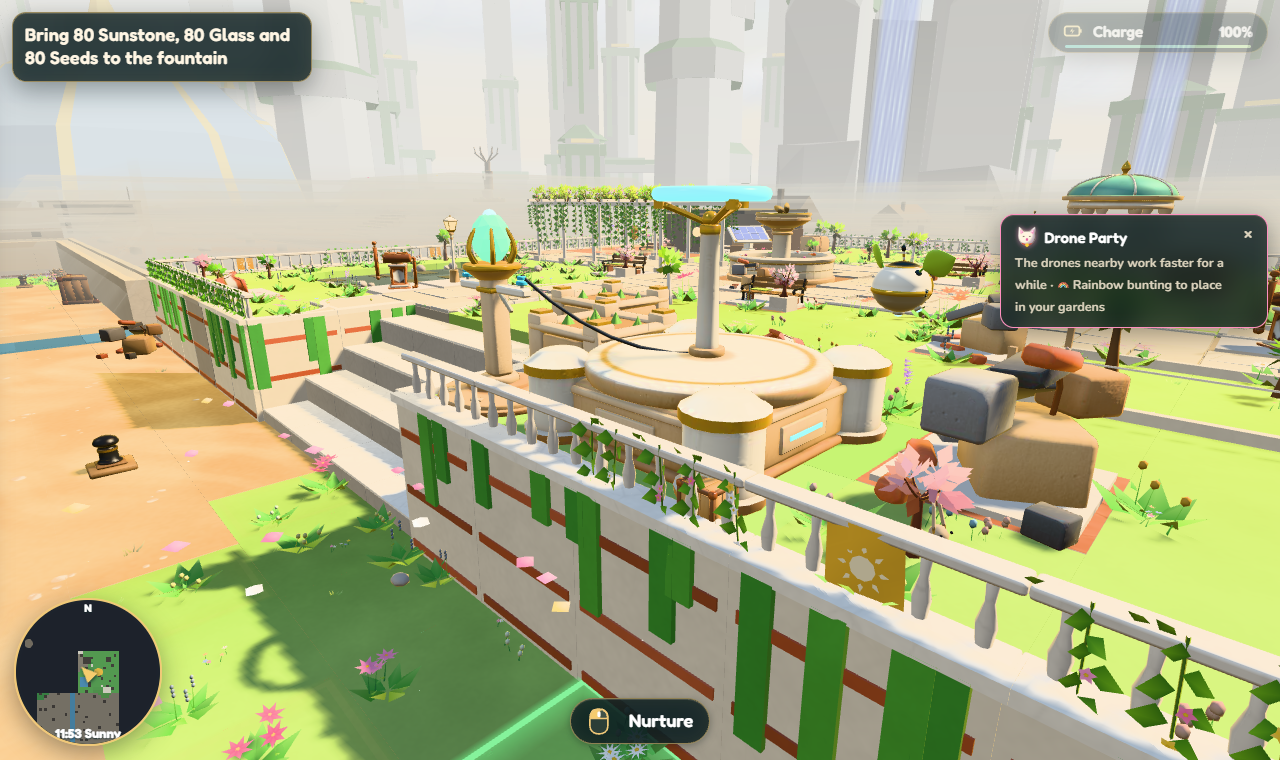 Bring 80 Sunstone, 80 Glass and
80 Seeds to the fountain
Charge 100%
Drone Party
The drones nearby work faster for a
while · Rainbow bunting to place
in your gardens
N
11:53 Sunny
Nurture